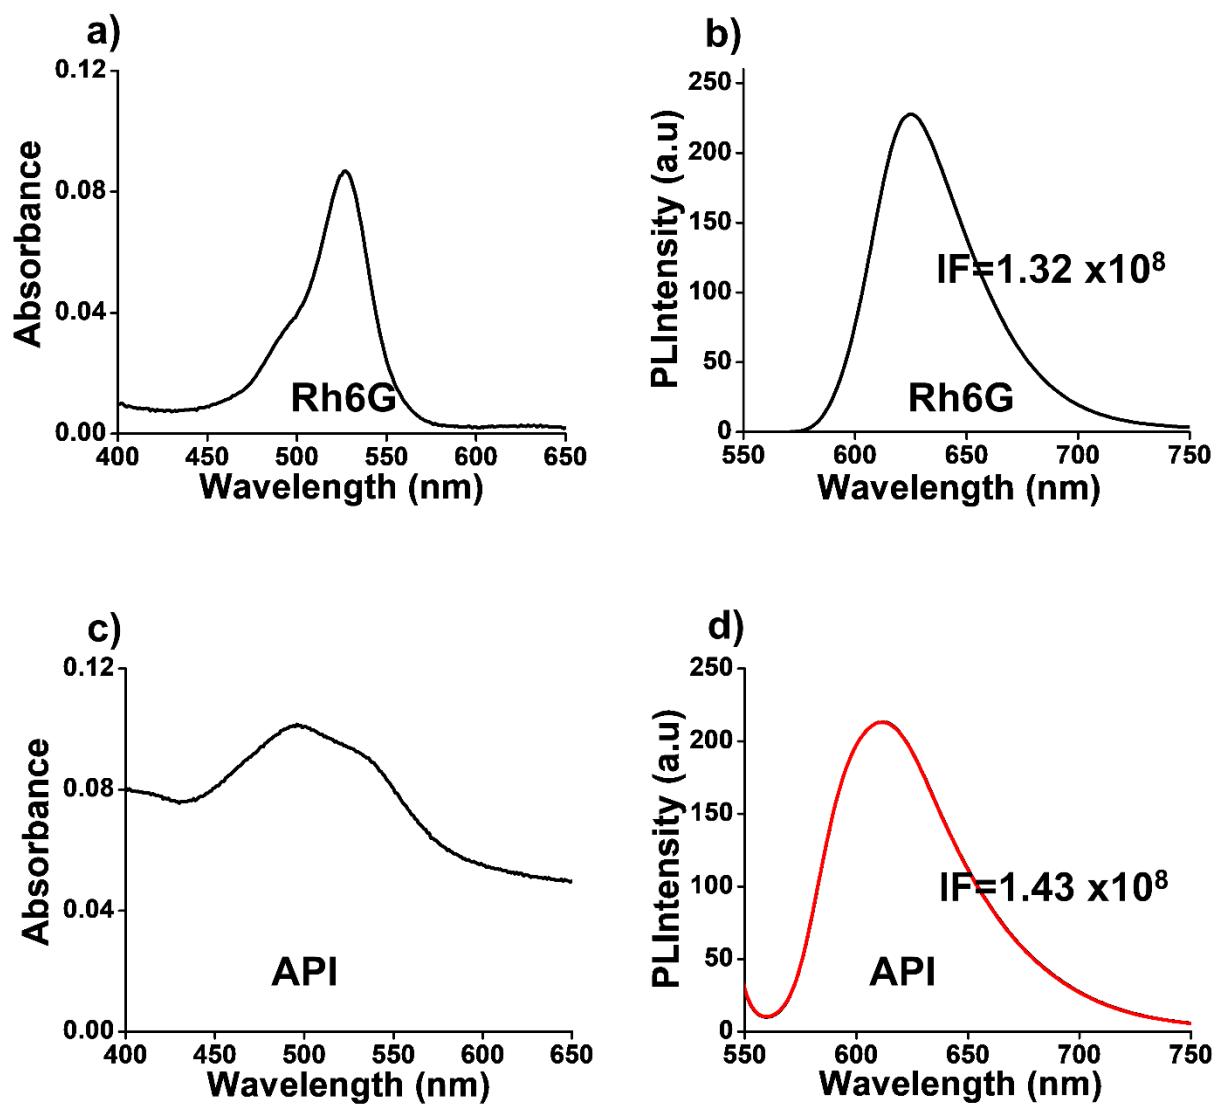 a)
0.12
0.08
0.04
0.00
Absorbance
Rh6G
400 450 500 550 600 650
Wavelength (nm)
b)
250
200
150
100
50
0
PLIntensity (a.u)
IF=1.32 x10⁸
Rh6G
550 600 650 700 750
Wavelength (nm)
c)
0.12
0.08
0.04
0.00
Absorbance
API
400 450 500 550 600 650
Wavelength (nm)
d)
250
200
150
100
50
0
PLIntensity (a.u)
IF=1.43 x10⁸
API
550 600 650 700 750
Wavelength (nm)